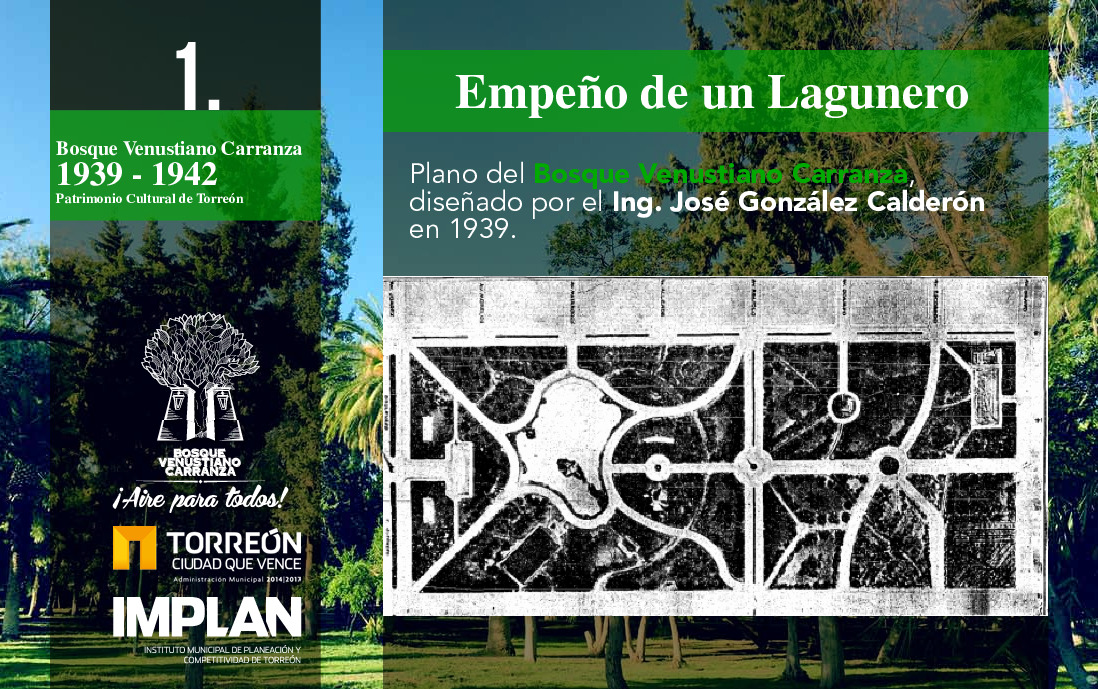 1.
Bosque Venustiano Carranza
1939 - 1942
Patrimonio Cultural de Torreón
BOSQUE
VENUSTIANO
CARRANZA
¡Aire para todos!
TORREÓN
CIUDAD QUE VENCE
Administración Municipal 2014|2017
IMPLAN
INSTITUTO MUNICIPAL DE PLANEACIÓN Y
COMPETITIVIDAD DE TORREÓN
Empeño de un Lagunero
Plano del Bosque Venustiano Carranza,
diseñado por el Ing. José González Calderón
en 1939.